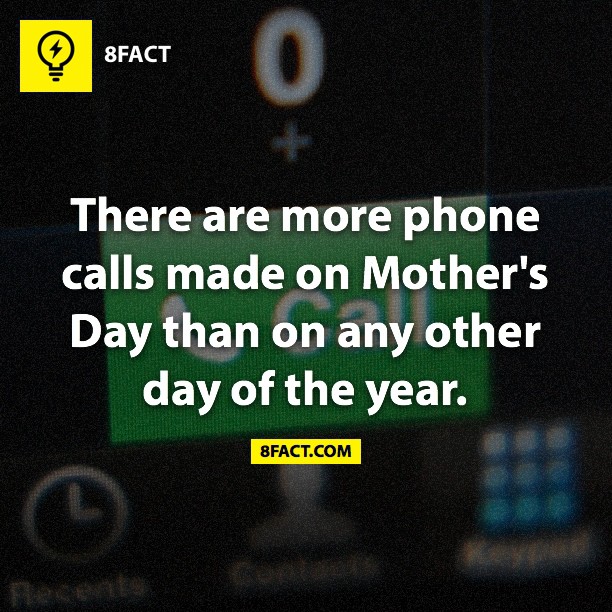 8FACT
0
+
There are more phone
calls made on Mother's
Day than on any other
day of the year.
Call
8FACT.COM
Recents
Contacts
Keypad